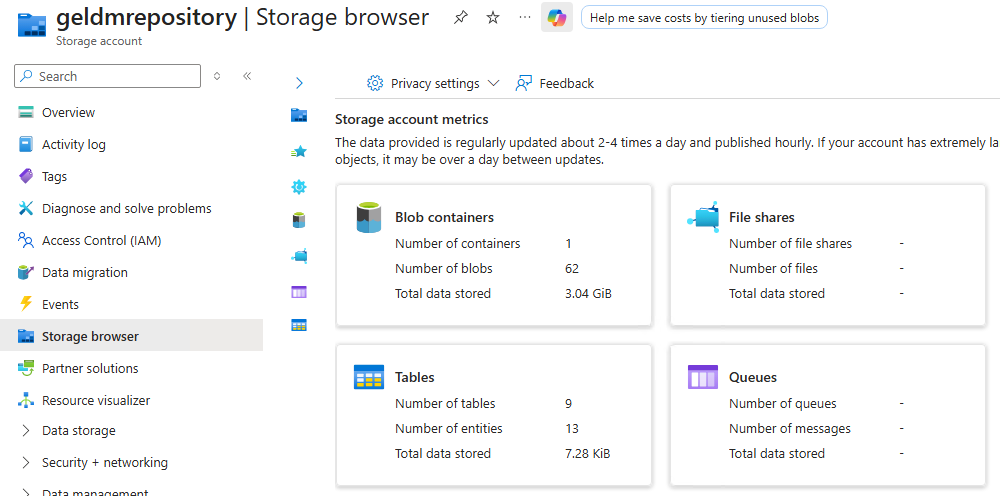 geldmrepository | Storage browser
Storage account
Help me save costs by tiering unused blobs
Search
Overview
Activity log
Tags
Diagnose and solve problems
Access Control (IAM)
Data migration
Events
Storage browser
Partner solutions
Resource visualizer
Data storage
Security + networking
Data management
Privacy settings
Feedback
Storage account metrics
The data provided is regularly updated about 2-4 times a day and published hourly. If your account has extremely la
objects, it may be over a day between updates.
Blob containers
Number of containers 1
Number of blobs 62
Total data stored 3.04 GiB
File shares
Number of file shares -
Number of files -
Total data stored -
Tables
Number of tables 9
Number of entities 13
Total data stored 7.28 KiB
Queues
Number of queues -
Number of messages -
Total data stored -